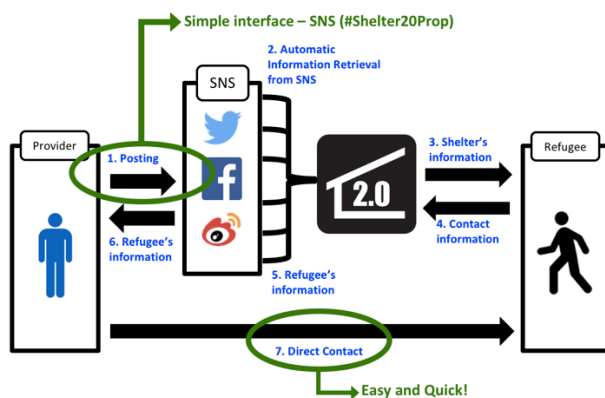 Simple interface – SNS (#Shelter20Prop)
2. Automatic
Information Retrieval
from SNS
SNS
Provider
1. Posting
3. Shelter's
information
Refugee
2.0
4. Contact
information
6. Refugee's
information
5. Refugee's
information
7. Direct Contact
Easy and Quick!